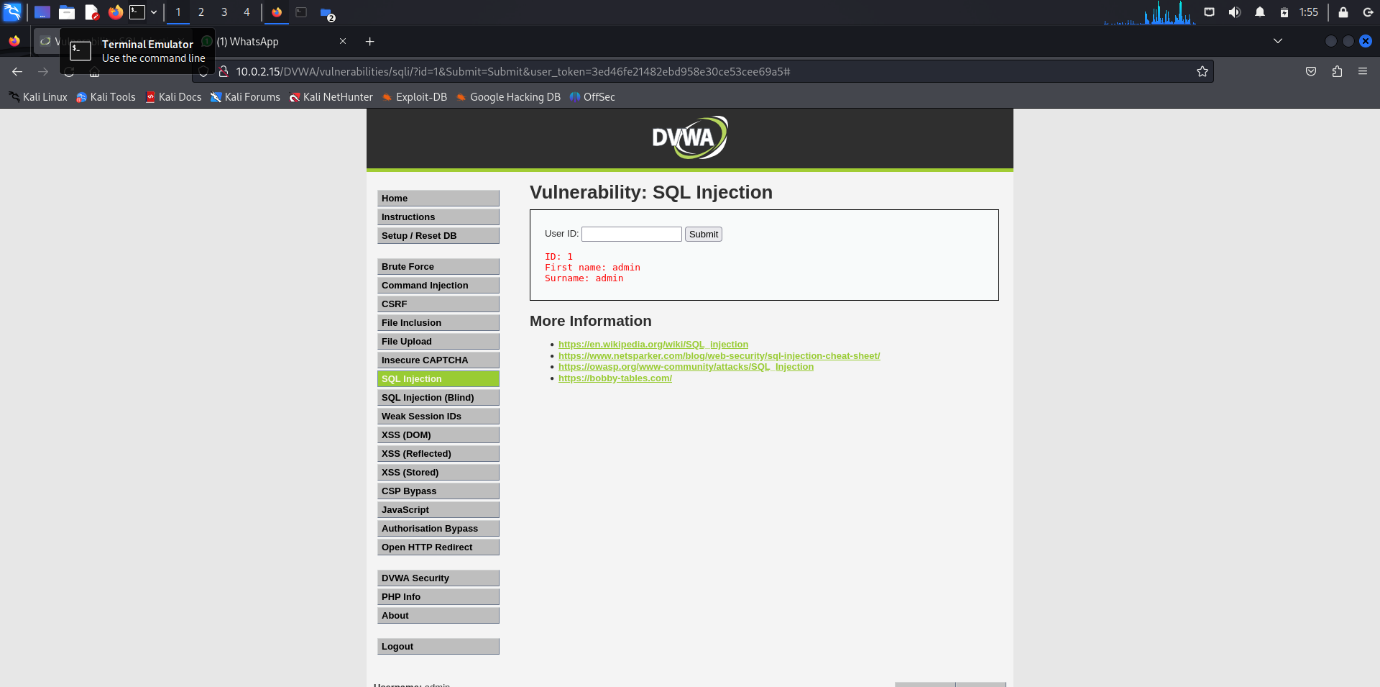 1 2 3 4 2 1:55
Terminal Emulator
Use the command line
(1) WhatsApp
10.0.2.15/DVWA/vulnerabilities/sqli/?id=1&Submit=Submit&user_token=3ed46fe21482ebd958e30ce53cee69a5#
Kali Linux Kali Tools Kali Docs Kali Forums Kali NetHunter Exploit-DB Google Hacking DB OffSec
DVWA
Home
Instructions
Setup / Reset DB
Brute Force
Command Injection
CSRF
File Inclusion
File Upload
Insecure CAPTCHA
SQL Injection
SQL Injection (Blind)
Weak Session IDs
XSS (DOM)
XSS (Reflected)
XSS (Stored)
CSP Bypass
JavaScript
Authorisation Bypass
Open HTTP Redirect
DVWA Security
PHP Info
About
Logout
Vulnerability: SQL Injection
User ID: Submit
ID: 1
First name: admin
Surname: admin
More Information
https://en.wikipedia.org/wiki/SQL_injection
https://www.netsparker.com/blog/web-security/sql-injection-cheat-sheet/
https://owasp.org/www-community/attacks/SQL_Injection
https://bobby-tables.com/
Username: admin